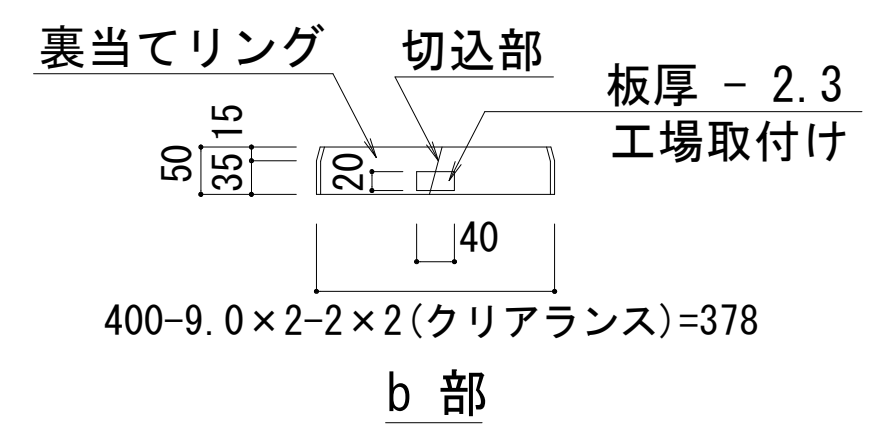 裏当てリング
切込部
板厚 - 2.3
工場取付け
15
50
35
20
40
400-9.0×2-2×2(クリアランス)=378
b 部